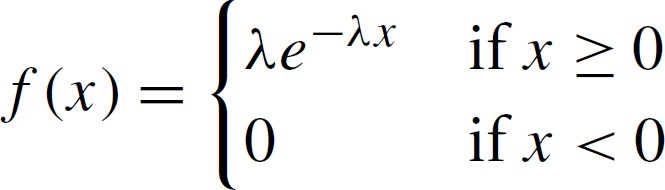 f(x) = { λe^{−λx} if x ≥ 0
0 if x < 0